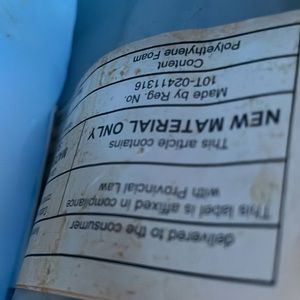 delivered to the consumer
This label is affixed in compliance
with Provincial Law
This article contains
NEW MATERIAL ONLY
Made by Reg. No.
10T-02411316
Content
Polyethylene Foam